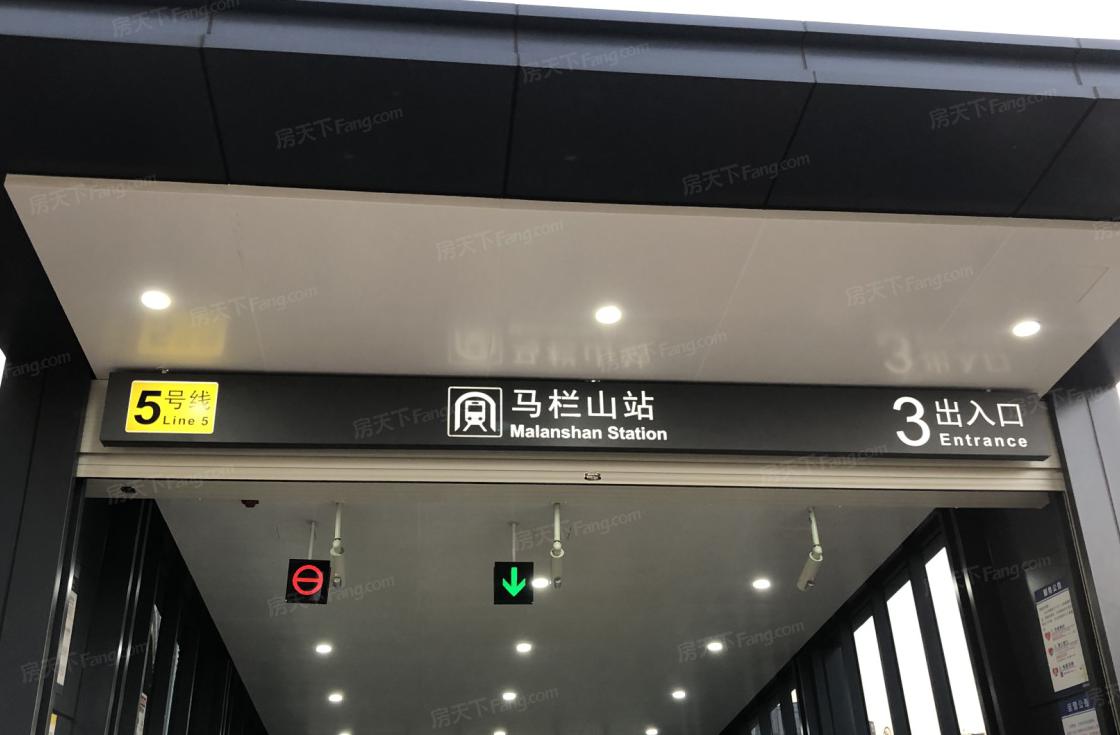 5号线
Line 5
马栏山站
Malanshan Station
3出入口
Entrance
房天下Fang.com